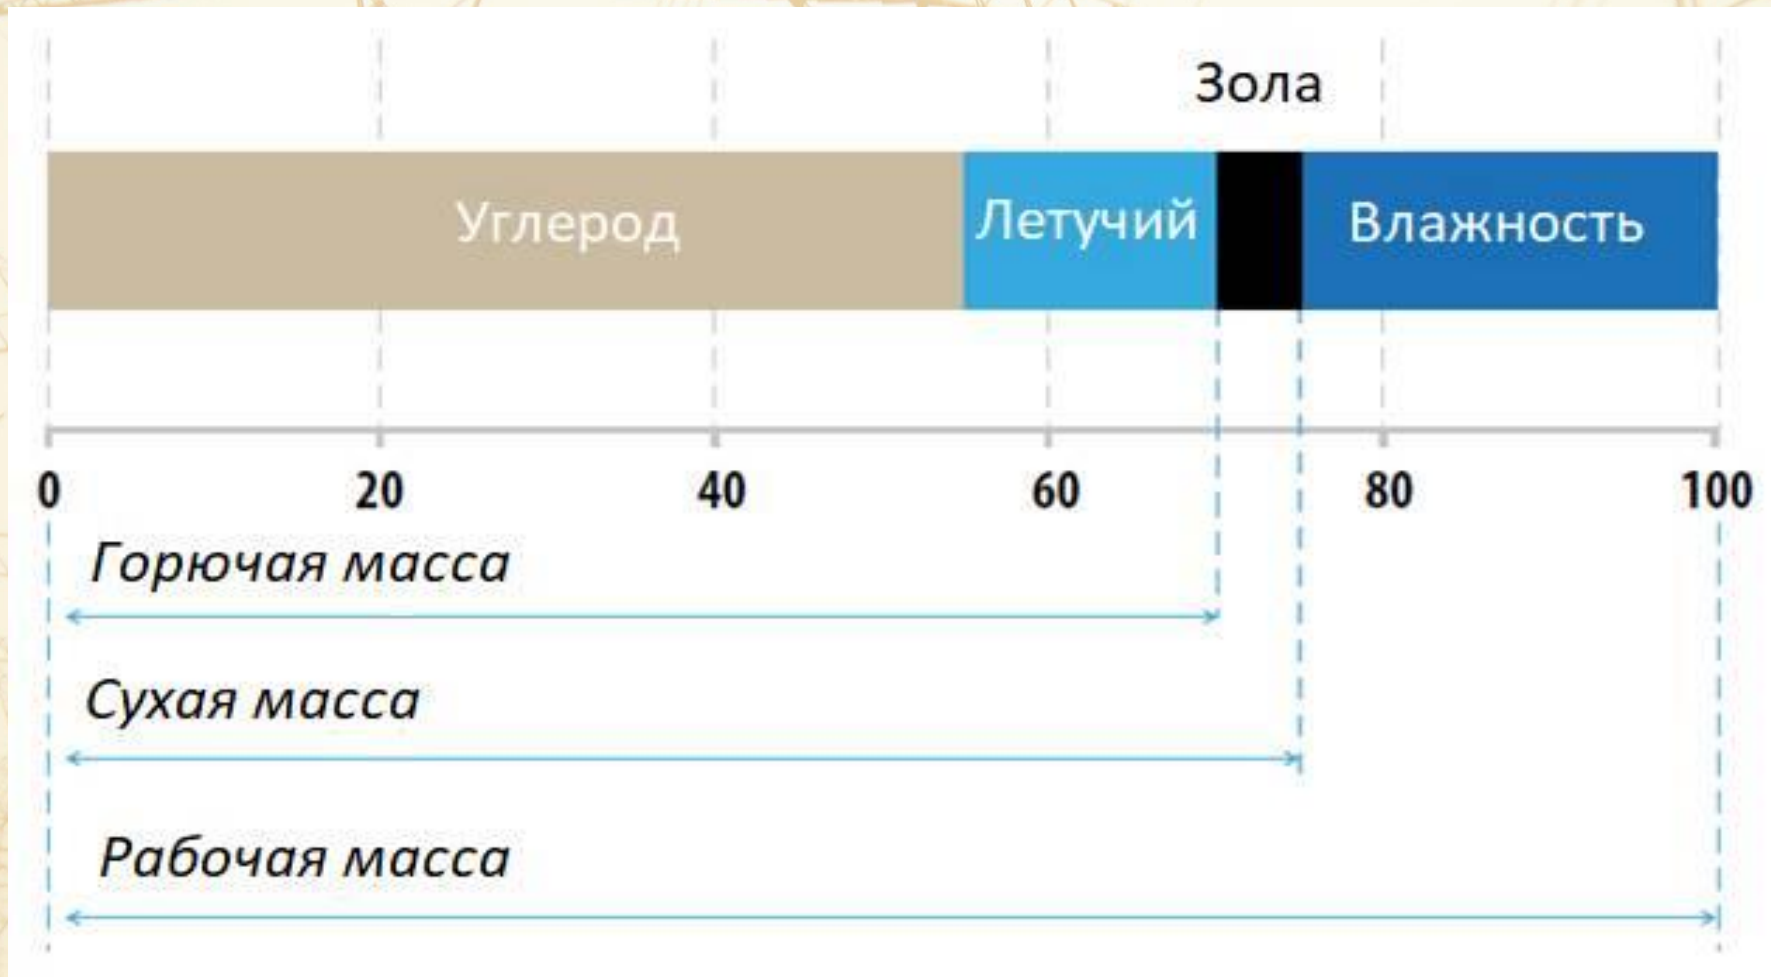 Зола
Углерод Летучий Влажность
0 20 40 60 80 100
Горючая масса
Сухая масса
Рабочая масса